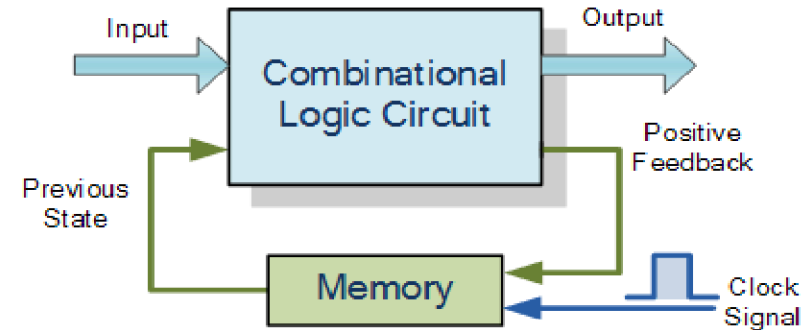 Input
Output
Combinational
Logic Circuit
Positive
Feedback
Previous
State
Memory
Clock
Signal